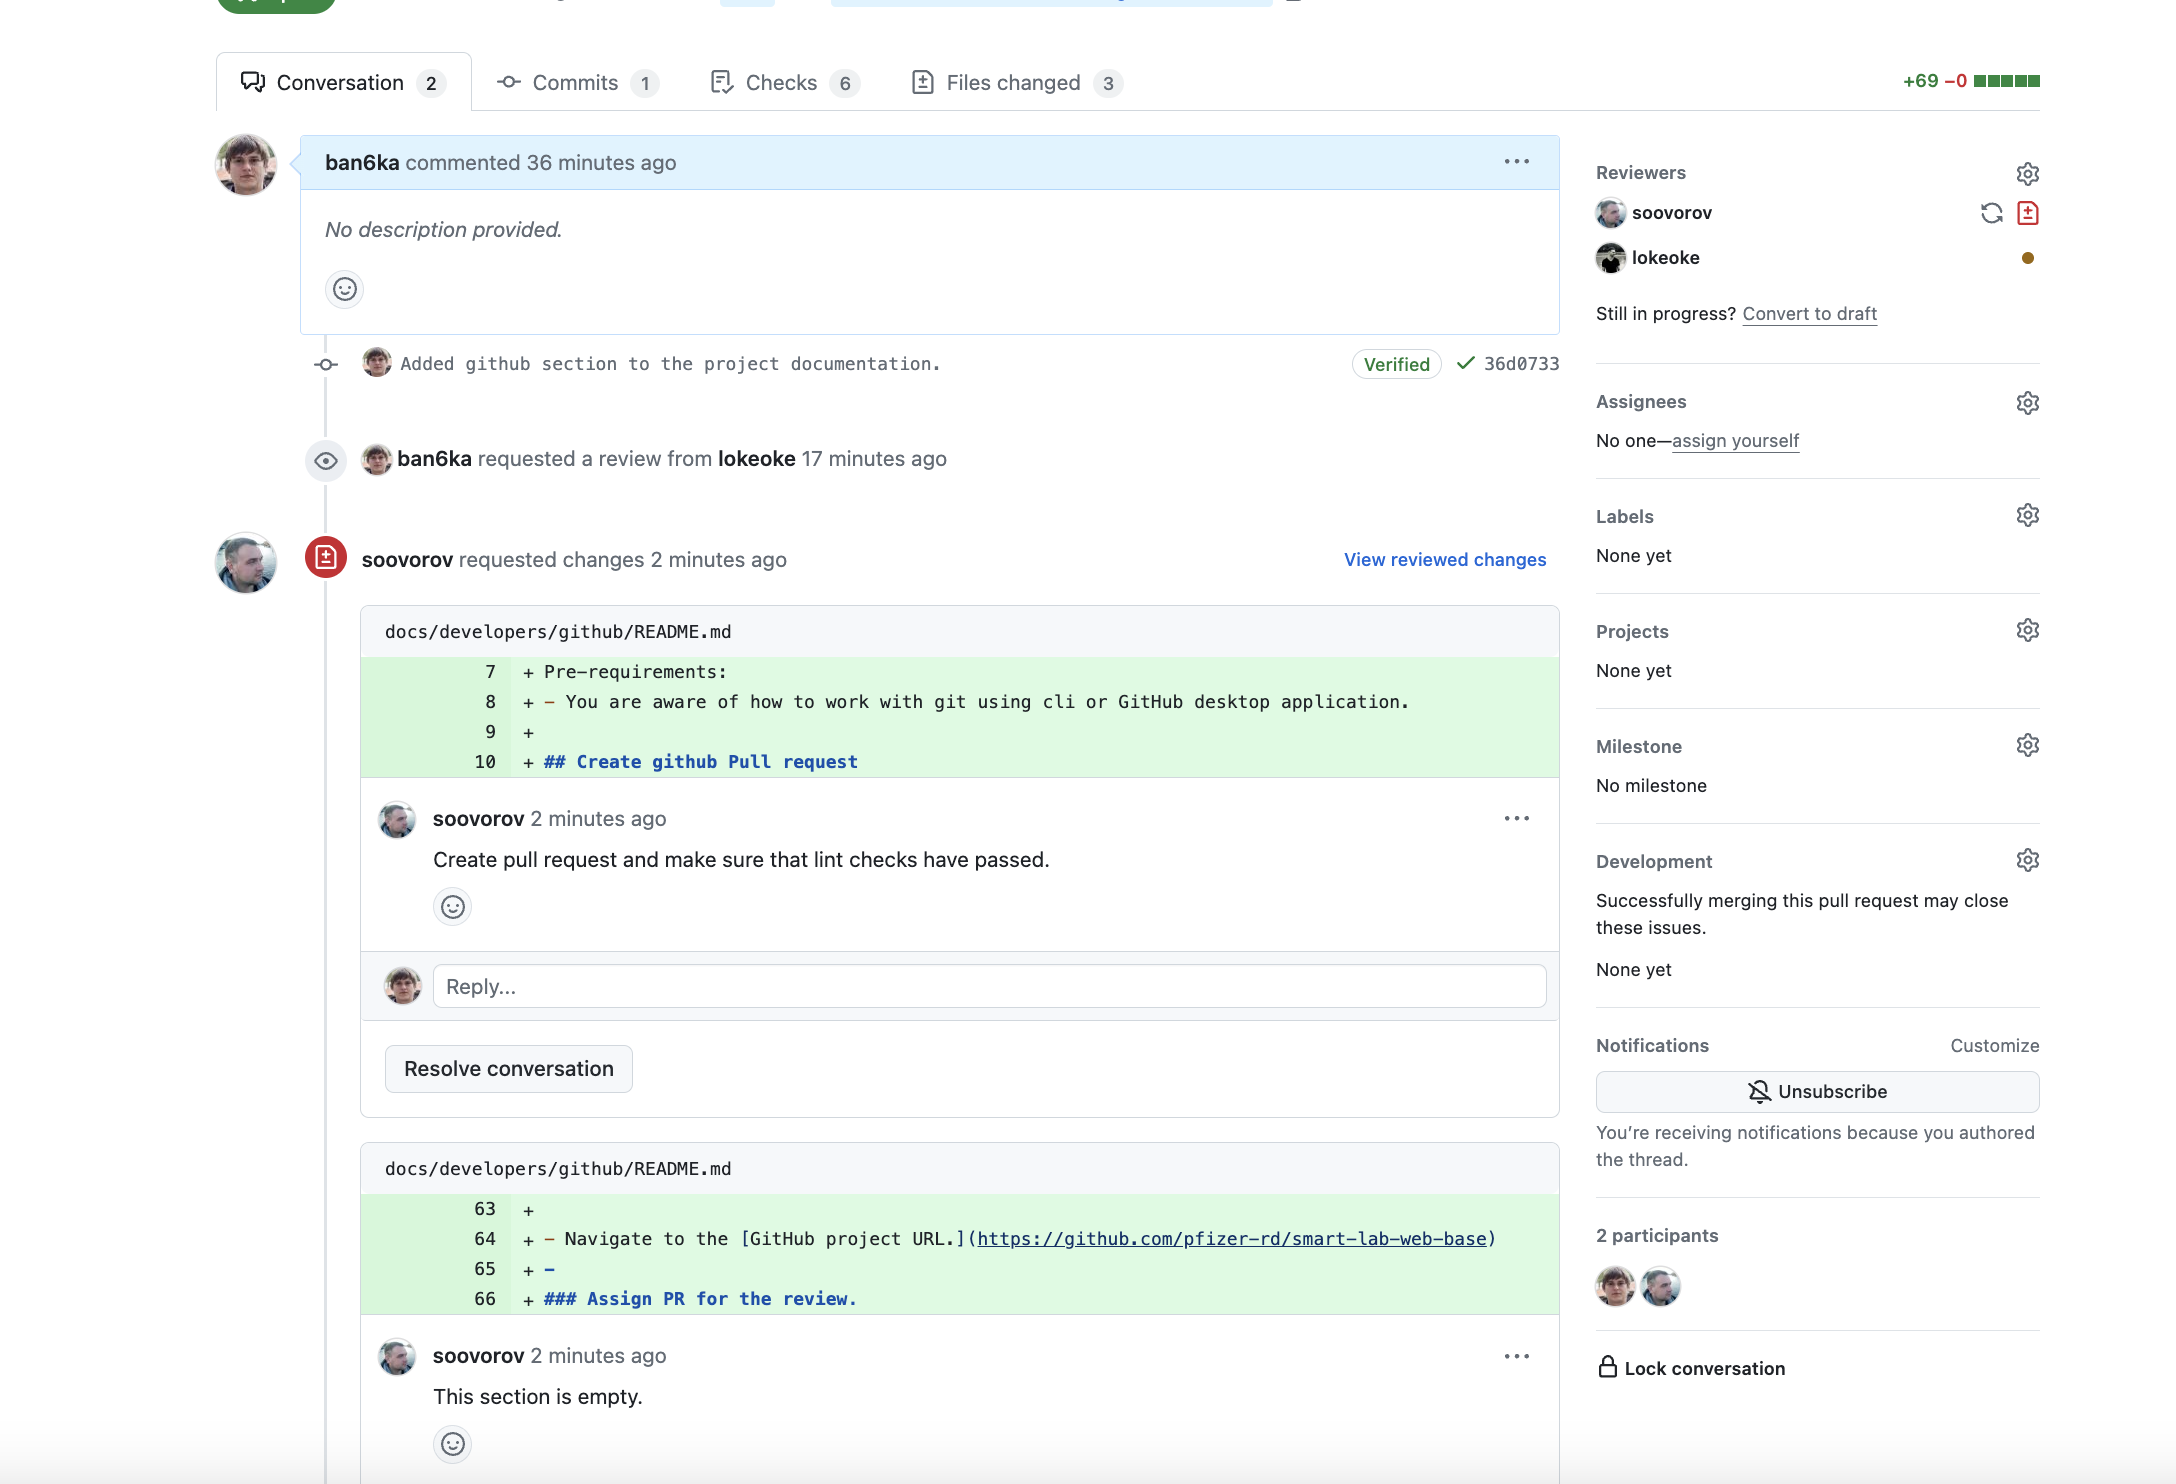 Conversation 2 Commits 1 Checks 6 Files changed 3 +69 −0
ban6ka commented 36 minutes ago
No description provided.
Added github section to the project documentation. Verified 36d0733
ban6ka requested a review from lokeoke 17 minutes ago
soovorov requested changes 2 minutes ago View reviewed changes
docs/developers/github/README.md
7 + Pre-requirements:
8 + - You are aware of how to work with git using cli or GitHub desktop application.
9 +
10 + ## Create github Pull request
soovorov 2 minutes ago
Create pull request and make sure that lint checks have passed.
Reply...
Resolve conversation
docs/developers/github/README.md
63 +
64 + - Navigate to the [GitHub project URL.](https://github.com/pfizer-rd/smart-lab-web-base)
65 + -
66 + ### Assign PR for the review.
soovorov 2 minutes ago
This section is empty.
Reviewers
soovorov
lokeoke
Still in progress? Convert to draft
Assignees
No one—assign yourself
Labels
None yet
Projects
None yet
Milestone
No milestone
Development
Successfully merging this pull request may close
these issues.
None yet
Notifications Customize
Unsubscribe
You’re receiving notifications because you authored
the thread.
2 participants
Lock conversation